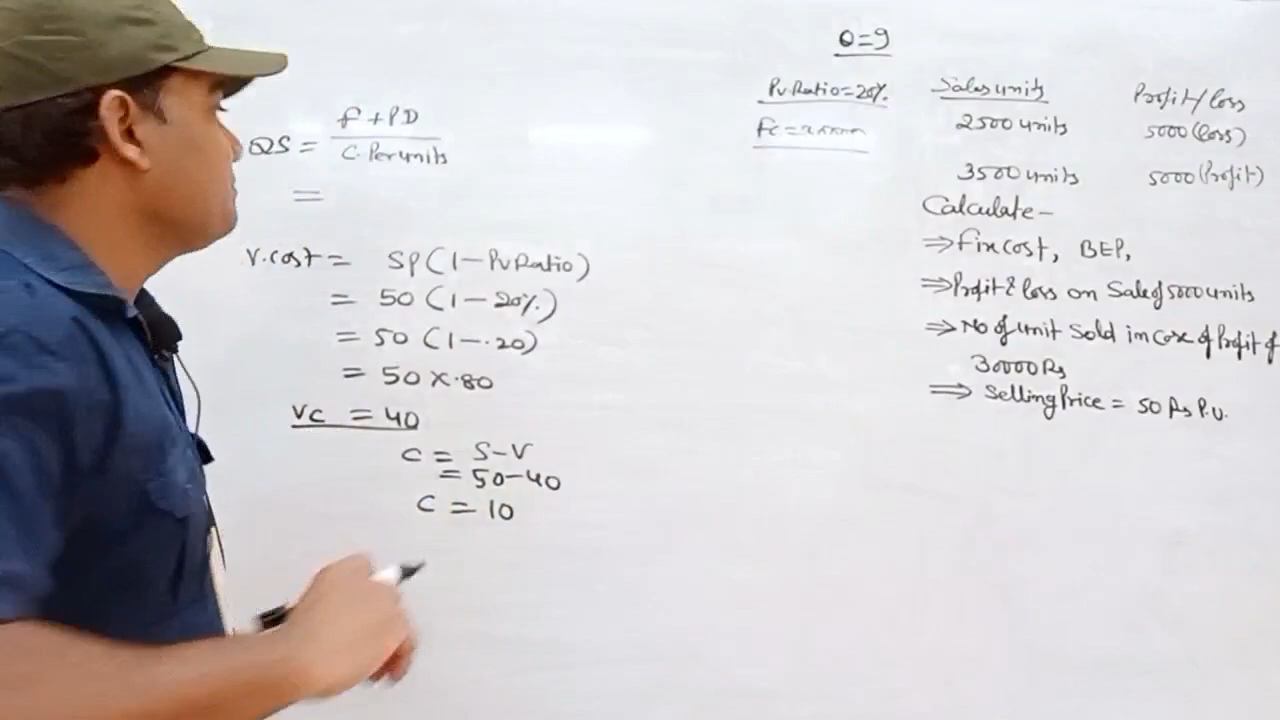 Q=9
Pv.Ratio=20%.
Sales units
Profit/loss
2500 units
5000(loss)
Fc =
3500 units
5000(Profit)
Calculate-
⇒ fix cost, BEP,
⇒ Profit & loss on Sale of 5000 units
⇒ No of unit Sold in Case of Profit of
30000 Rs
⇒ Selling Price = 50 Rs P.U.
QS = f+PD
C. Per units
=
V.cost = SP(1-Pv Ratio)
= 50(1-20%)
= 50(1-.20)
= 50×.80
VC = 40
C = S-V
= 50-40
C = 10